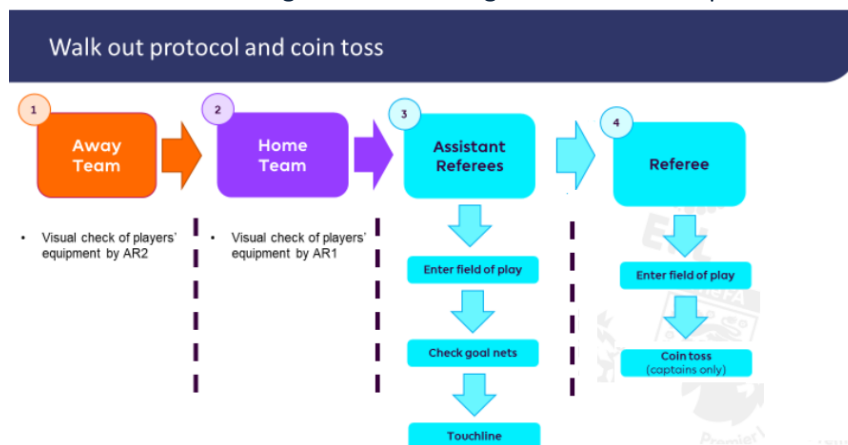 Walk out protocol and coin toss
1
Away
Team
• Visual check of players'
equipment by AR2
2
Home
Team
• Visual check of players'
equipment by AR1
3
Assistant
Referees
Enter field of play
Check goal nets
Touchline
4
Referee
Enter field of play
Coin toss
(captains only)
Premier